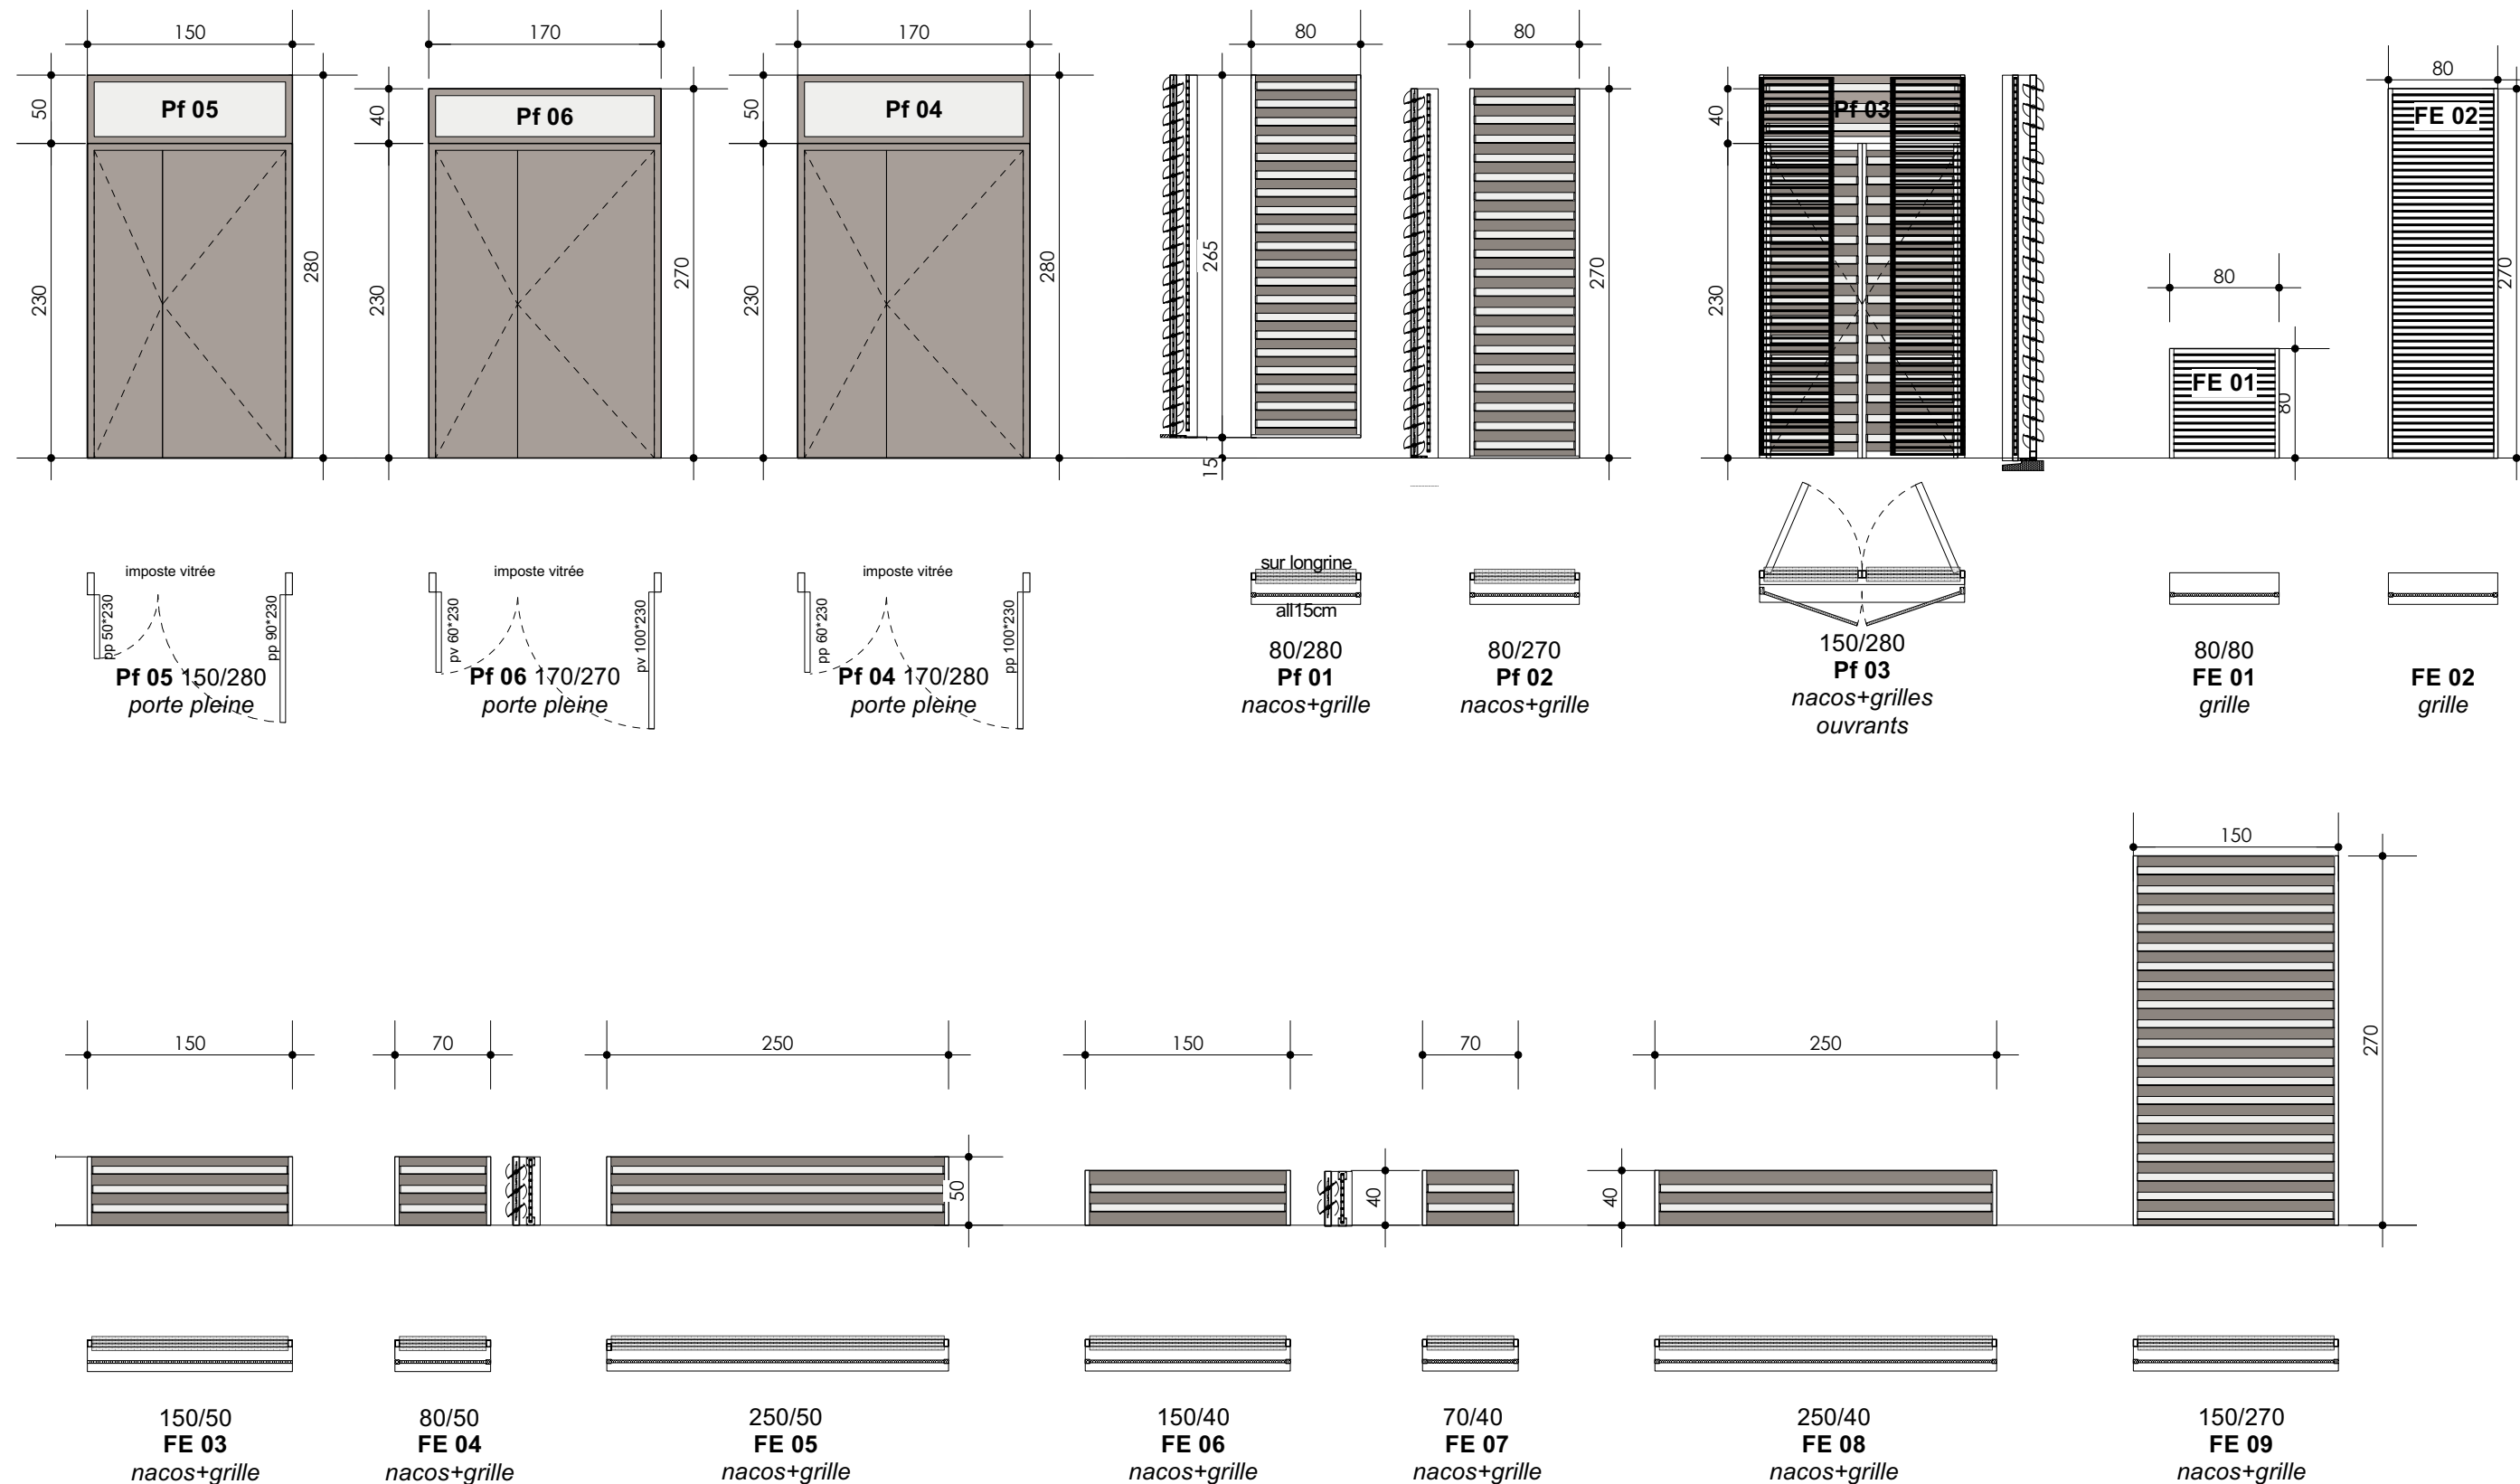 150
170
170
80
80
80
50
Pf 05
40
Pf 06
50
Pf 04
40
Pf 03
FE 02
230
280
230
270
230
280
265
15
270
230
80
FE 01
80
270
imposte vitrée
pp 50*230
pp 90*230
Pf 05 150/280
porte pleine
imposte vitrée
pv 60*230
pv 100*230
Pf 06 170/270
porte pleine
imposte vitrée
pp 60*230
pp 100*230
Pf 04 170/280
porte pleine
sur longrine
all15cm
80/280
Pf 01
nacos+grille
80/270
Pf 02
nacos+grille
150/280
Pf 03
nacos+grilles
ouvrants
80/80
FE 01
grille
FE 02
grille
150
70
250
150
70
250
150
50
40
40
270
150/50
FE 03
nacos+grille
80/50
FE 04
nacos+grille
250/50
FE 05
nacos+grille
150/40
FE 06
nacos+grille
70/40
FE 07
nacos+grille
250/40
FE 08
nacos+grille
150/270
FE 09
nacos+grille